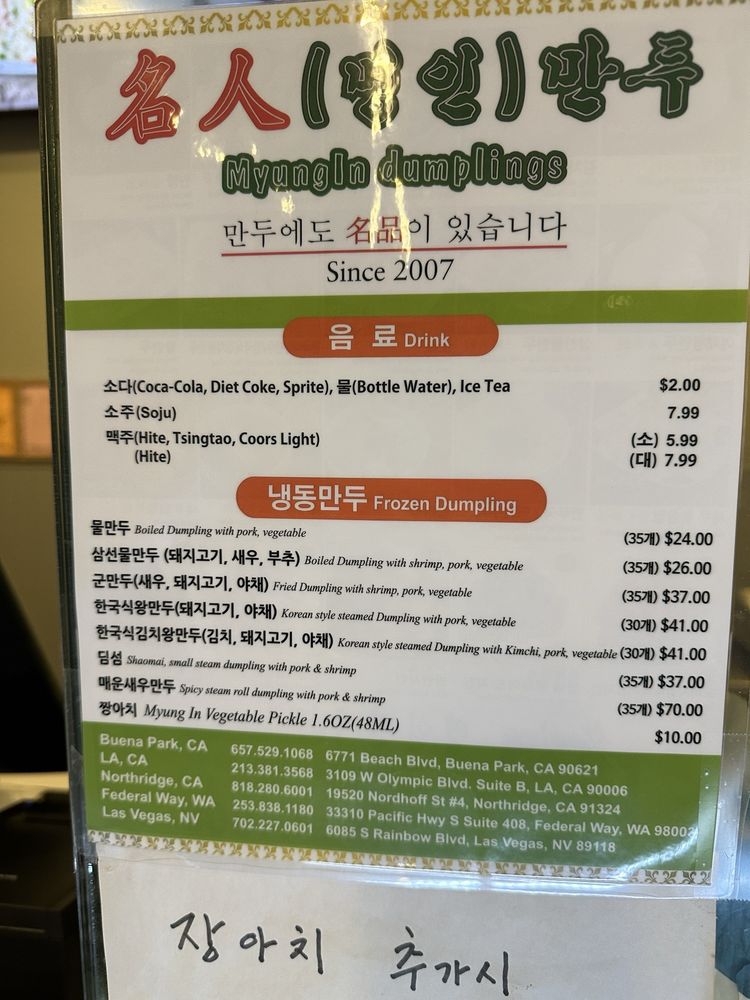 名人(명인)만두
MyungIn dumplings
만두에도 名品이 있습니다
Since 2007
음 료 Drink
소다(Coca-Cola, Diet Coke, Sprite), 물(Bottle Water), Ice Tea $2.00
소주(Soju) 7.99
맥주(Hite, Tsingtao, Coors Light) (소) 5.99
(Hite) (대) 7.99
냉동만두 Frozen Dumpling
물만두 Boiled Dumpling with pork, vegetable (35개) $24.00
삼선물만두 (돼지고기, 새우, 부추) Boiled Dumpling with shrimp, pork, vegetable (35개) $26.00
군만두(새우, 돼지고기, 야채) Fried Dumpling with shrimp, pork, vegetable (35개) $37.00
한국식왕만두(돼지고기, 야채) Korean style steamed Dumpling with pork, vegetable (30개) $41.00
한국식김치왕만두(김치, 돼지고기, 야채) Korean style steamed Dumpling with Kimchi, pork, vegetable (30개) $41.00
딤섬 Shaomai, small steam dumpling with pork & shrimp (35개) $37.00
매운새우만두 Spicy steam roll dumpling with pork & shrimp (35개) $70.00
짱아치 Myung In Vegetable Pickle 1.6OZ(48ML) $10.00
Buena Park, CA 657.529.1068 6771 Beach Blvd, Buena Park, CA 90621
LA, CA 213.381.3568 3109 W Olympic Blvd. Suite B, LA, CA 90006
Northridge, CA 818.280.6001 19520 Nordhoff St #4, Northridge, CA 91324
Federal Way, WA 253.838.1180 33310 Pacific Hwy S Suite 408, Federal Way, WA 98003
Las Vegas, NV 702.227.0601 6085 S Rainbow Blvd, Las Vegas, NV 89118
장아치 추가시